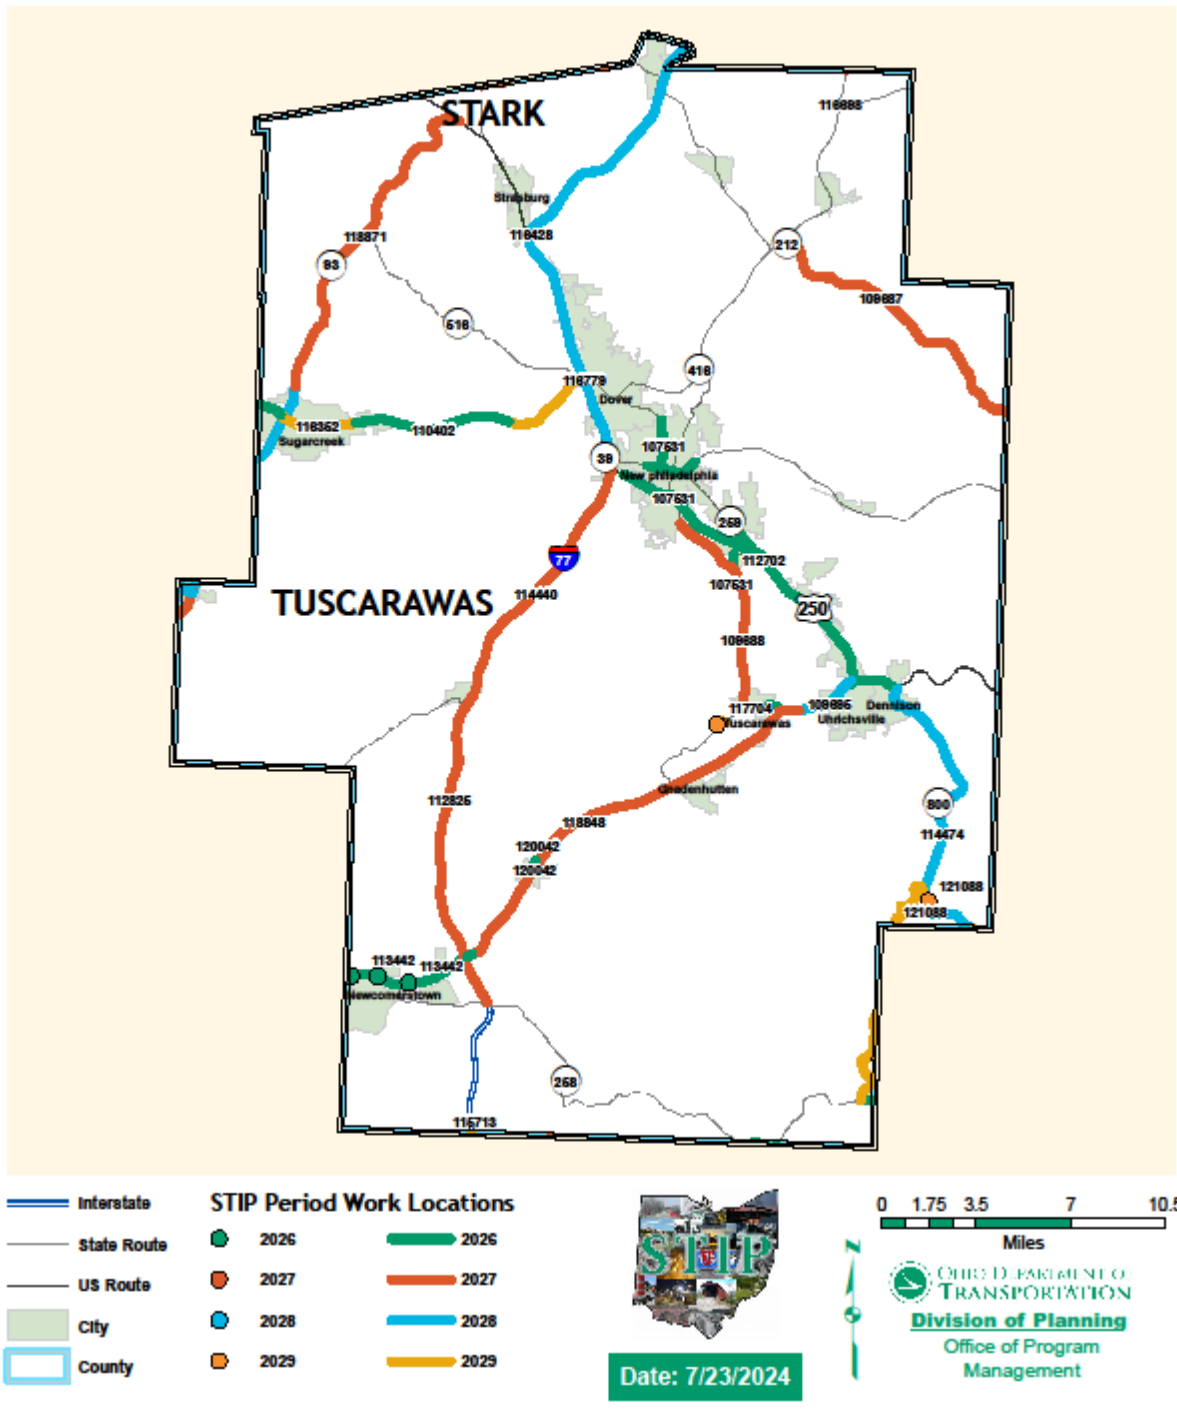 STARK
116698
Strasburg
116428
118871
93
212
109687
516
416
116779
Dover
116352
110402
Sugarcreek
39
107531
New philadelphia
107531
259
77
112702
107531
114440
TUSCARAWAS
250
109688
117704
109695
Dennison
Uhrichsville
Tuscarawas
Gnadenhutten
112825
800
118848
114474
120042
120042
121088
121088
113442
113442
Newcomerstown
258
115713
Interstate
State Route
US Route
City
County
STIP Period Work Locations
2026
2026
2027
2027
2028
2028
2029
2029
STIP
Date: 7/23/2024
0 1.75 3.5 7 10.5
Miles
N
OHIO DEPARTMENT OF
TRANSPORTATION
Division of Planning
Office of Program
Management